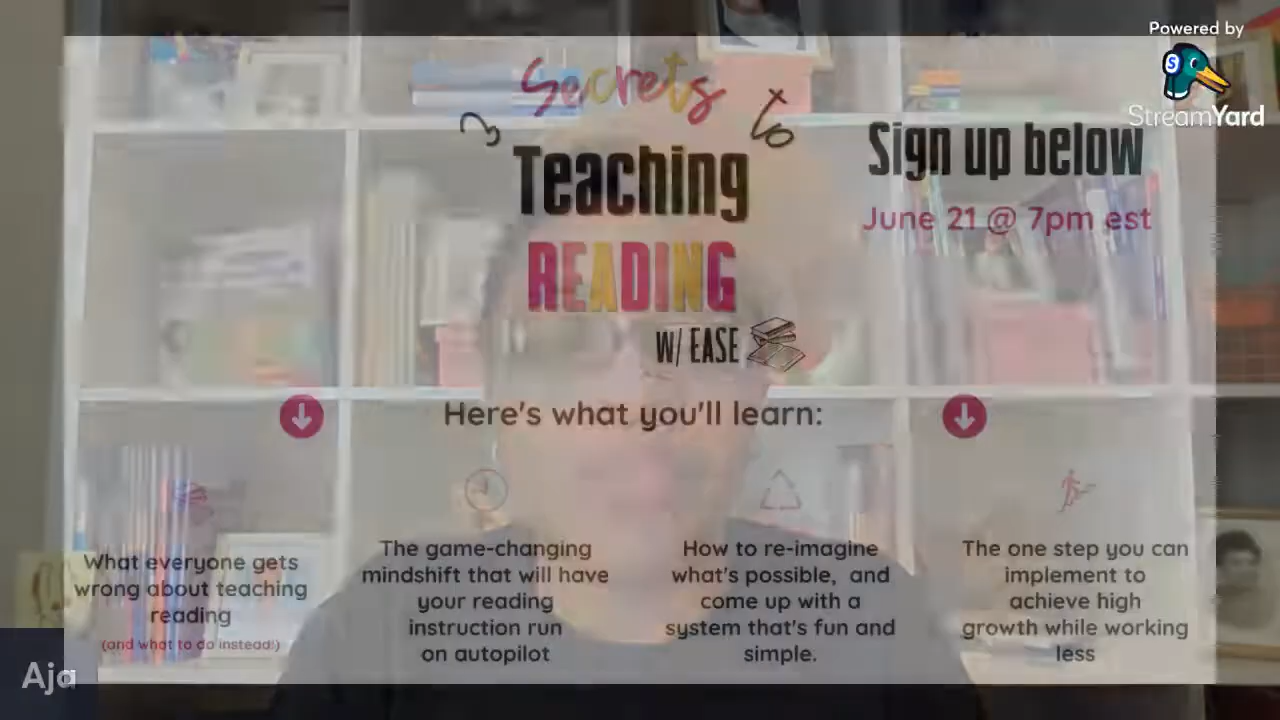 Powered by
StreamYard
3 Secrets to
Teaching
READING
w/ EASE
Sign up below
June 21 @ 7pm est
Here's what you'll learn:
What everyone gets
wrong about teaching
reading
(and what to do instead!)
The game-changing
mindshift that will have
your reading
instruction run
on autopilot
How to re-imagine
what's possible, and
come up with a
system that's fun and
simple.
The one step you can
implement to
achieve high
growth while working
less
Aja